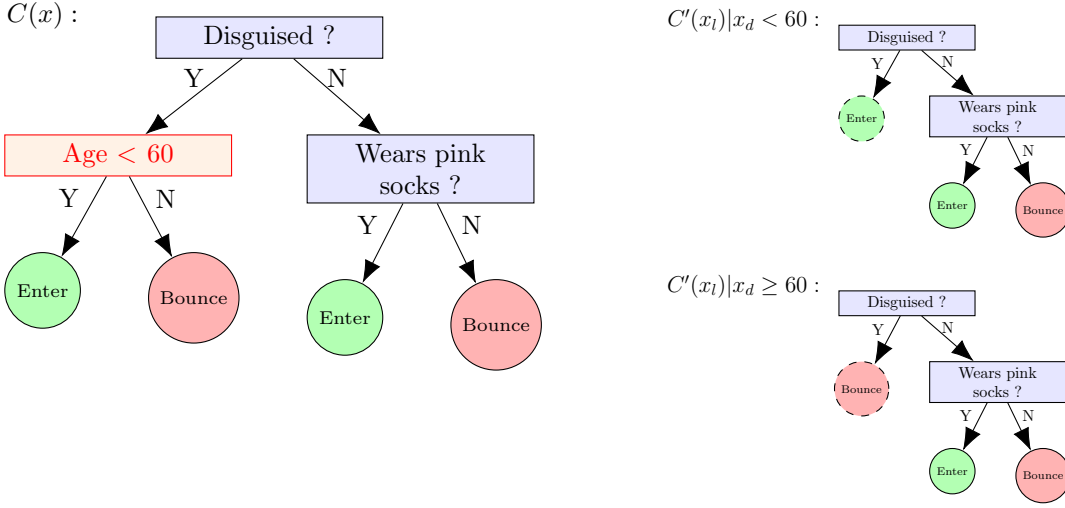 C(x) :
Disguised ?
Y
N
Age < 60
Wears pink
socks ?
Y
N
Y
N
Enter
Bounce
Enter
Bounce
C′(x_l)|x_d < 60 :
Disguised ?
Y
N
Enter
Wears pink
socks ?
Y
N
Enter
Bounce
C′(x_l)|x_d ≥ 60 :
Disguised ?
Y
N
Bounce
Wears pink
socks ?
Y
N
Enter
Bounce